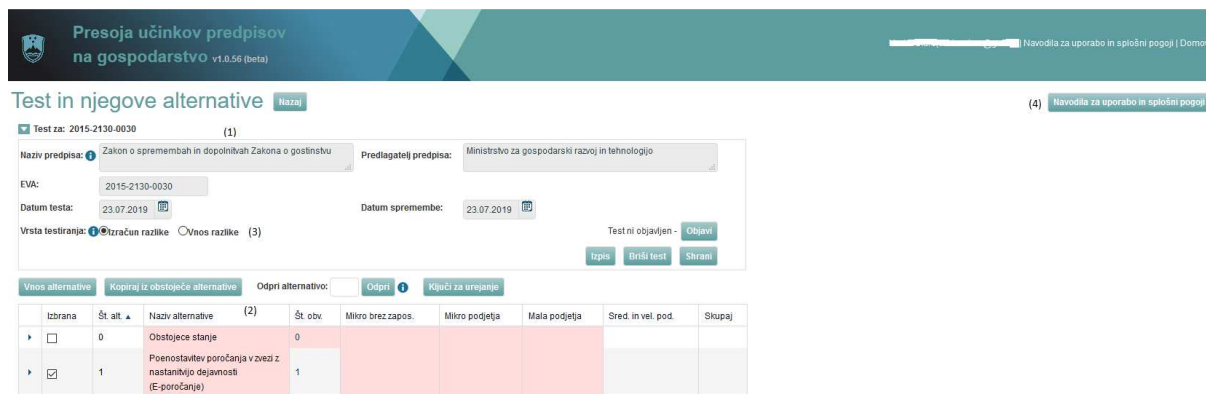 Presoja učinkov predpisov
na gospodarstvo v1.0.56 (beta)
| Navodila za uporabo in splošni pogoji | Domov
Test in njegove alternative Nazaj
(4) Navodila za uporabo in splošni pogoji
Test za: 2015-2130-0030
(1)
Naziv predpisa: Zakon o spremembah in dopolnitvah Zakona o gostinstvu Predlagatelj predpisa: Ministrstvo za gospodarski razvoj in tehnologijo
EVA: 2015-2130-0030
Datum testa: 23.07.2019 Datum spremembe: 23.07.2019
Vrsta testiranja: Izračun razlike Vnos razlike (3) Test ni objavljen - Objavi
Izpis Briši test Shrani
Vnos alternative Kopiraj iz obstoječe alternative Odpri alternativo: Odpri Ključi za urejanje
Izbrana Št. alt. Naziv alternative (2) Št. obv. Mikro brez zapos. Mikro podjetja Mala podjetja Sred. in vel. pod. Skupaj
0 Obstoječe stanje 0
Poenostavitev poročanja v zvezi z
1 nastanitvijo dejavnosti 1
(E-poročanje)